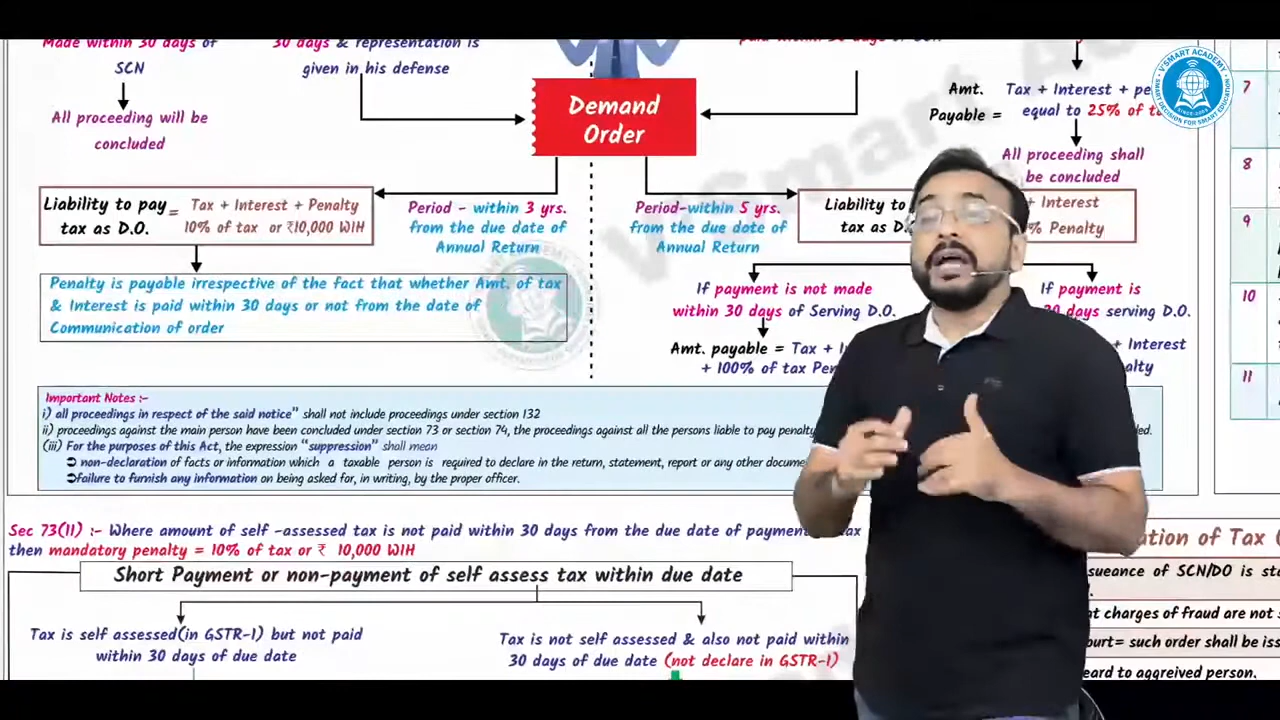 Made within 30 days of
SCN
All proceeding will be
concluded
30 days & representation is
given in his defense
Demand
Order
Amt.
Payable =
Tax + Interest +
equal to 25% of
All proceeding shall
be concluded
Liability to pay
tax as D.O.
=
Tax + Interest + Penalty
10% of tax or ₹10,000 WIH
Period - within 3 yrs.
from the due date of
Annual Return
Period-within 5 yrs.
from the due date of
Annual Return
Liability to
tax as
Interest
% Penalty
Penalty is payable irrespective of the fact that whether Amt. of tax
& Interest is paid within 30 days or not from the date of
Communication of order
If payment is not made
within 30 days of Serving D.O.
Amt. payable = Tax +
+ 100% of tax
If payment is
days serving D.O.
+ Interest
Important Notes :-
i) all proceedings in respect of the said notice" shall not include proceedings under section 132
ii) proceedings against the main person have been concluded under section 73 or section 74, the proceedings against all the persons liable to pay penalty
(iii) For the purposes of this Act, the expression "suppression" shall mean
➲ non-declaration of facts or information which a taxable person is required to declare in the return, statement, report or any other
➲failure to furnish any information on being asked for, in writing, by the proper officer.
Sec 73(11) :- Where amount of self -assessed tax is not paid within 30 days from the due date of payment tax
then mandatory penalty = 10% of tax or ₹ 10,000 WIH
Short Payment or non-payment of self assess tax within due date
Tax is self assessed(in GSTR-1) but not paid
within 30 days of due date
Tax is not self assessed & also not paid within
30 days of due date (not declare in GSTR-1)
7
8
9
10
11
of Tax
of SCN/DO is
charges of fraud are not
such order shall be
to aggreived person.
V'SMART ACADEMY
SMART DECISION FOR SMART EDUCATION